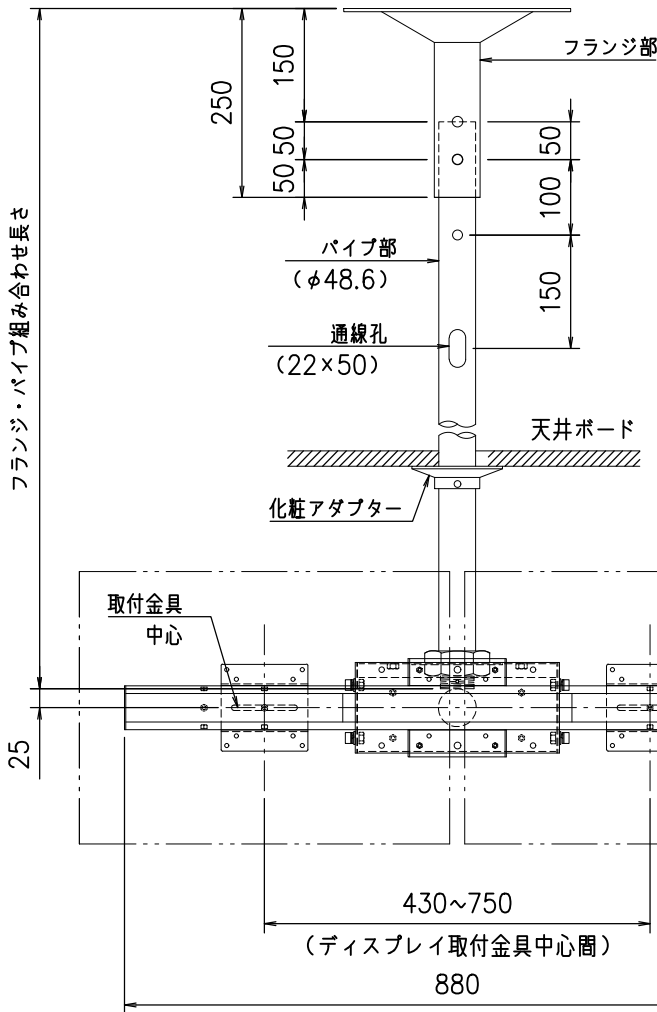 フランジ部
150
250
50
50
50
100
150
フランジ・パイプ組み合わせ長さ
パイプ部
(φ48.6)
通線孔
(22×50)
天井ボード
化粧アダプター
取付金具
中心
25
430~750
(ディスプレイ取付金具中心間)
880